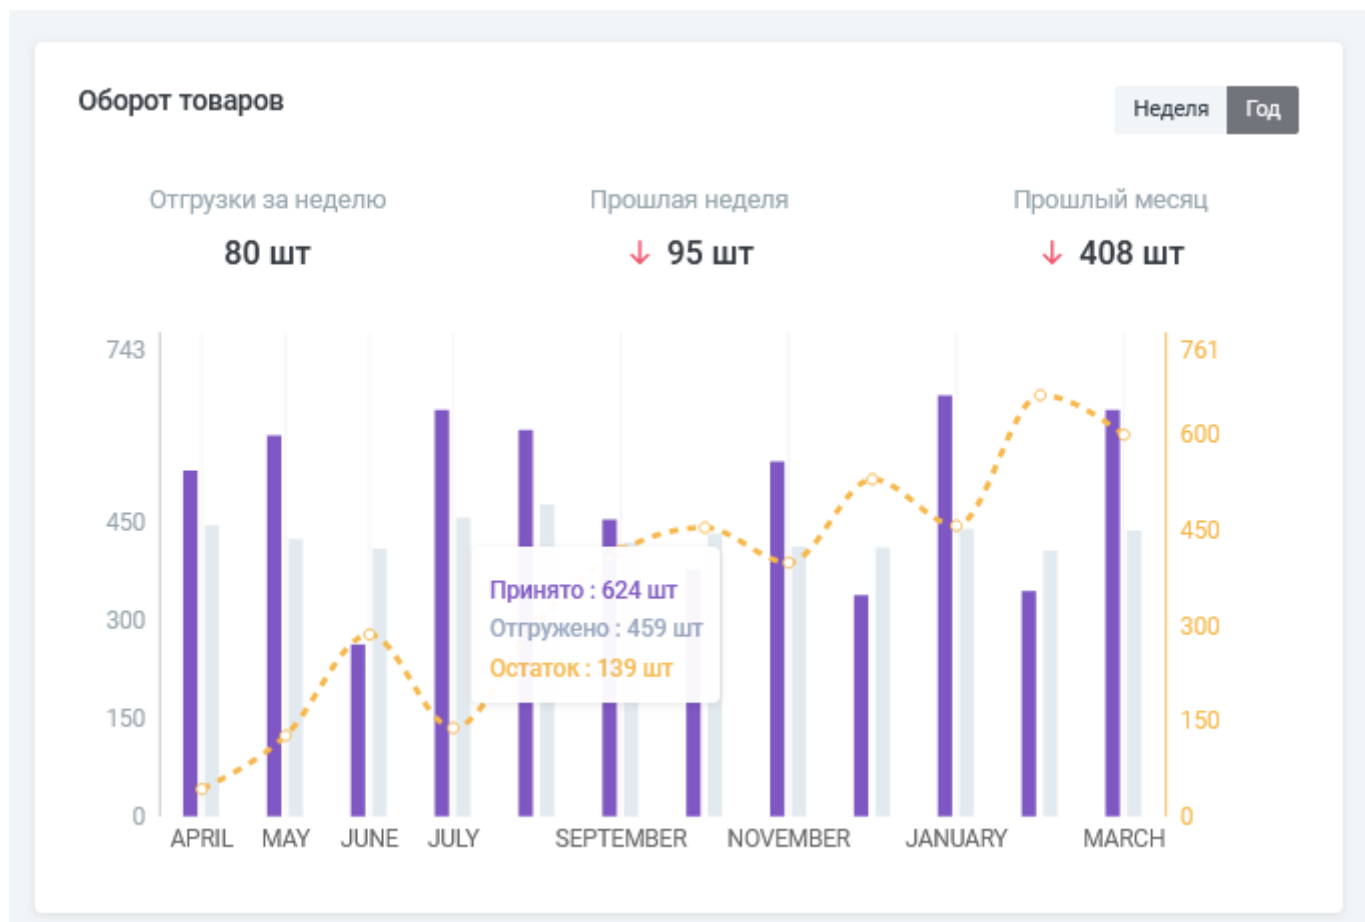 Оборот товаров
Неделя Год
Отгрузки за неделю
80 шт
Прошлая неделя
↓ 95 шт
Прошлый месяц
↓ 408 шт
743
450
300
150
0
761
600
450
300
150
0
Принято : 624 шт
Отгружено : 459 шт
Остаток : 139 шт
APRIL MAY JUNE JULY SEPTEMBER NOVEMBER JANUARY MARCH